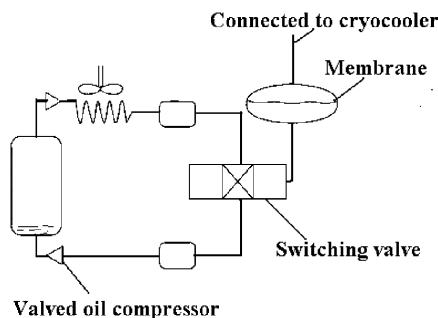 Connected to cryocooler
Membrane
Switching valve
Valved oil compressor